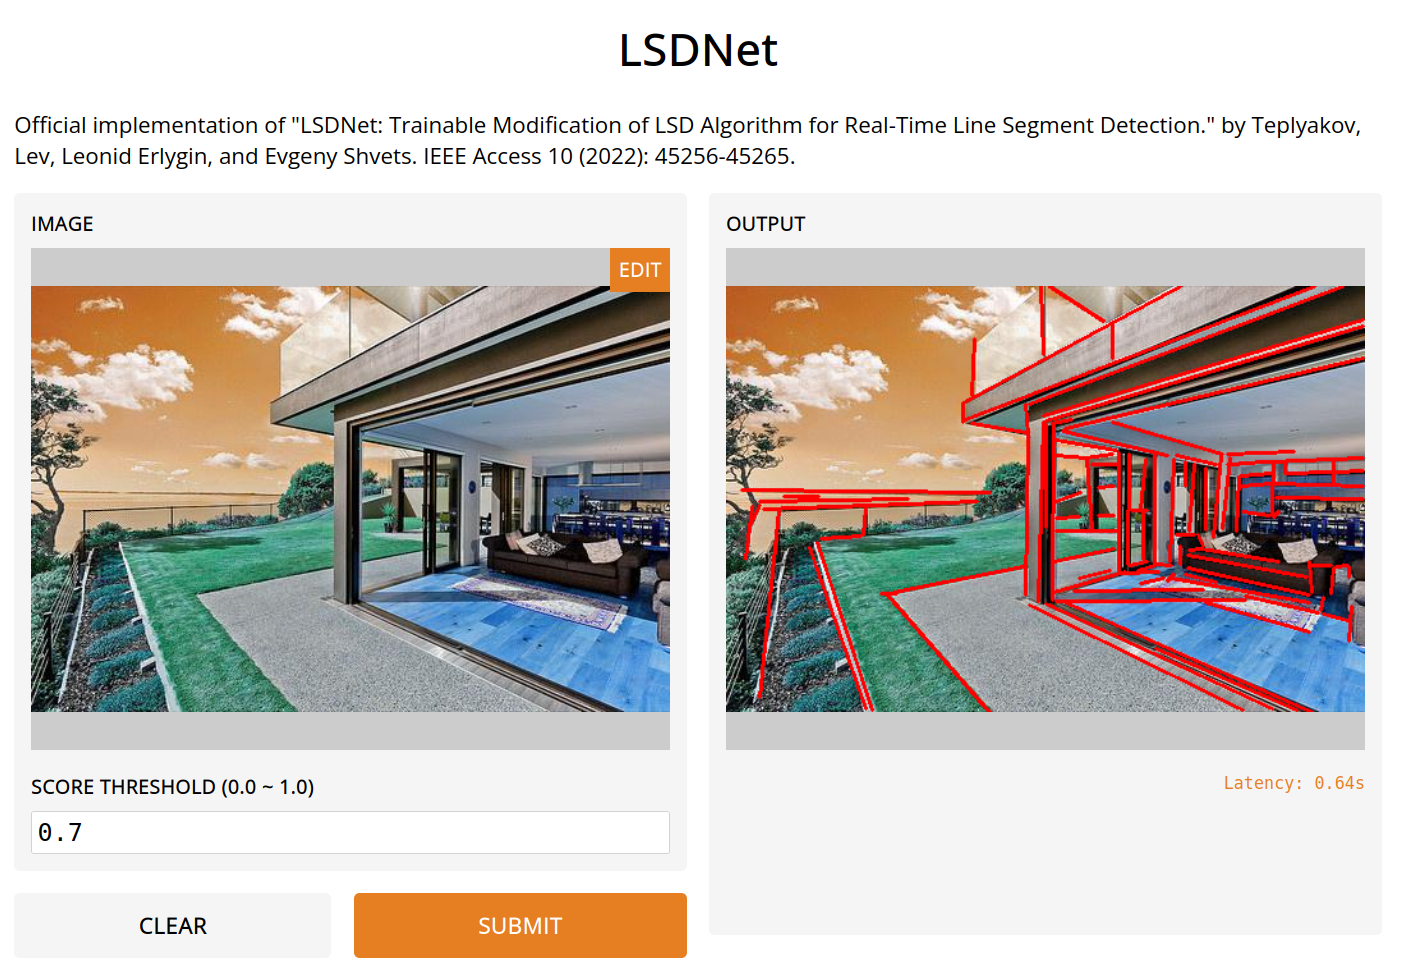 LSDNet
Official implementation of "LSDNet: Trainable Modification of LSD Algorithm for Real-Time Line Segment Detection." by Teplyakov,
Lev, Leonid Erlygin, and Evgeny Shvets. IEEE Access 10 (2022): 45256-45265.
IMAGE
EDIT
SCORE THRESHOLD (0.0 ~ 1.0)
0.7
CLEAR
SUBMIT
OUTPUT
Latency: 0.64s